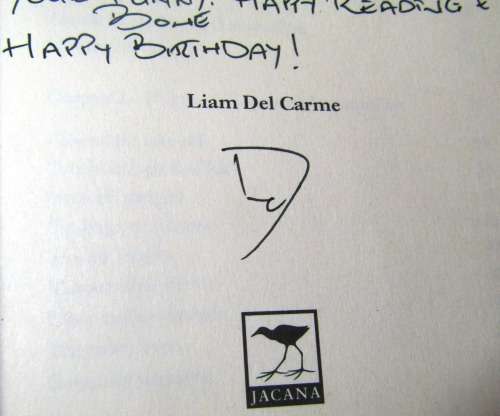 HAPPY READING &
DONE
HAPPY BIRTHDAY!
Liam Del Carme
JACANA